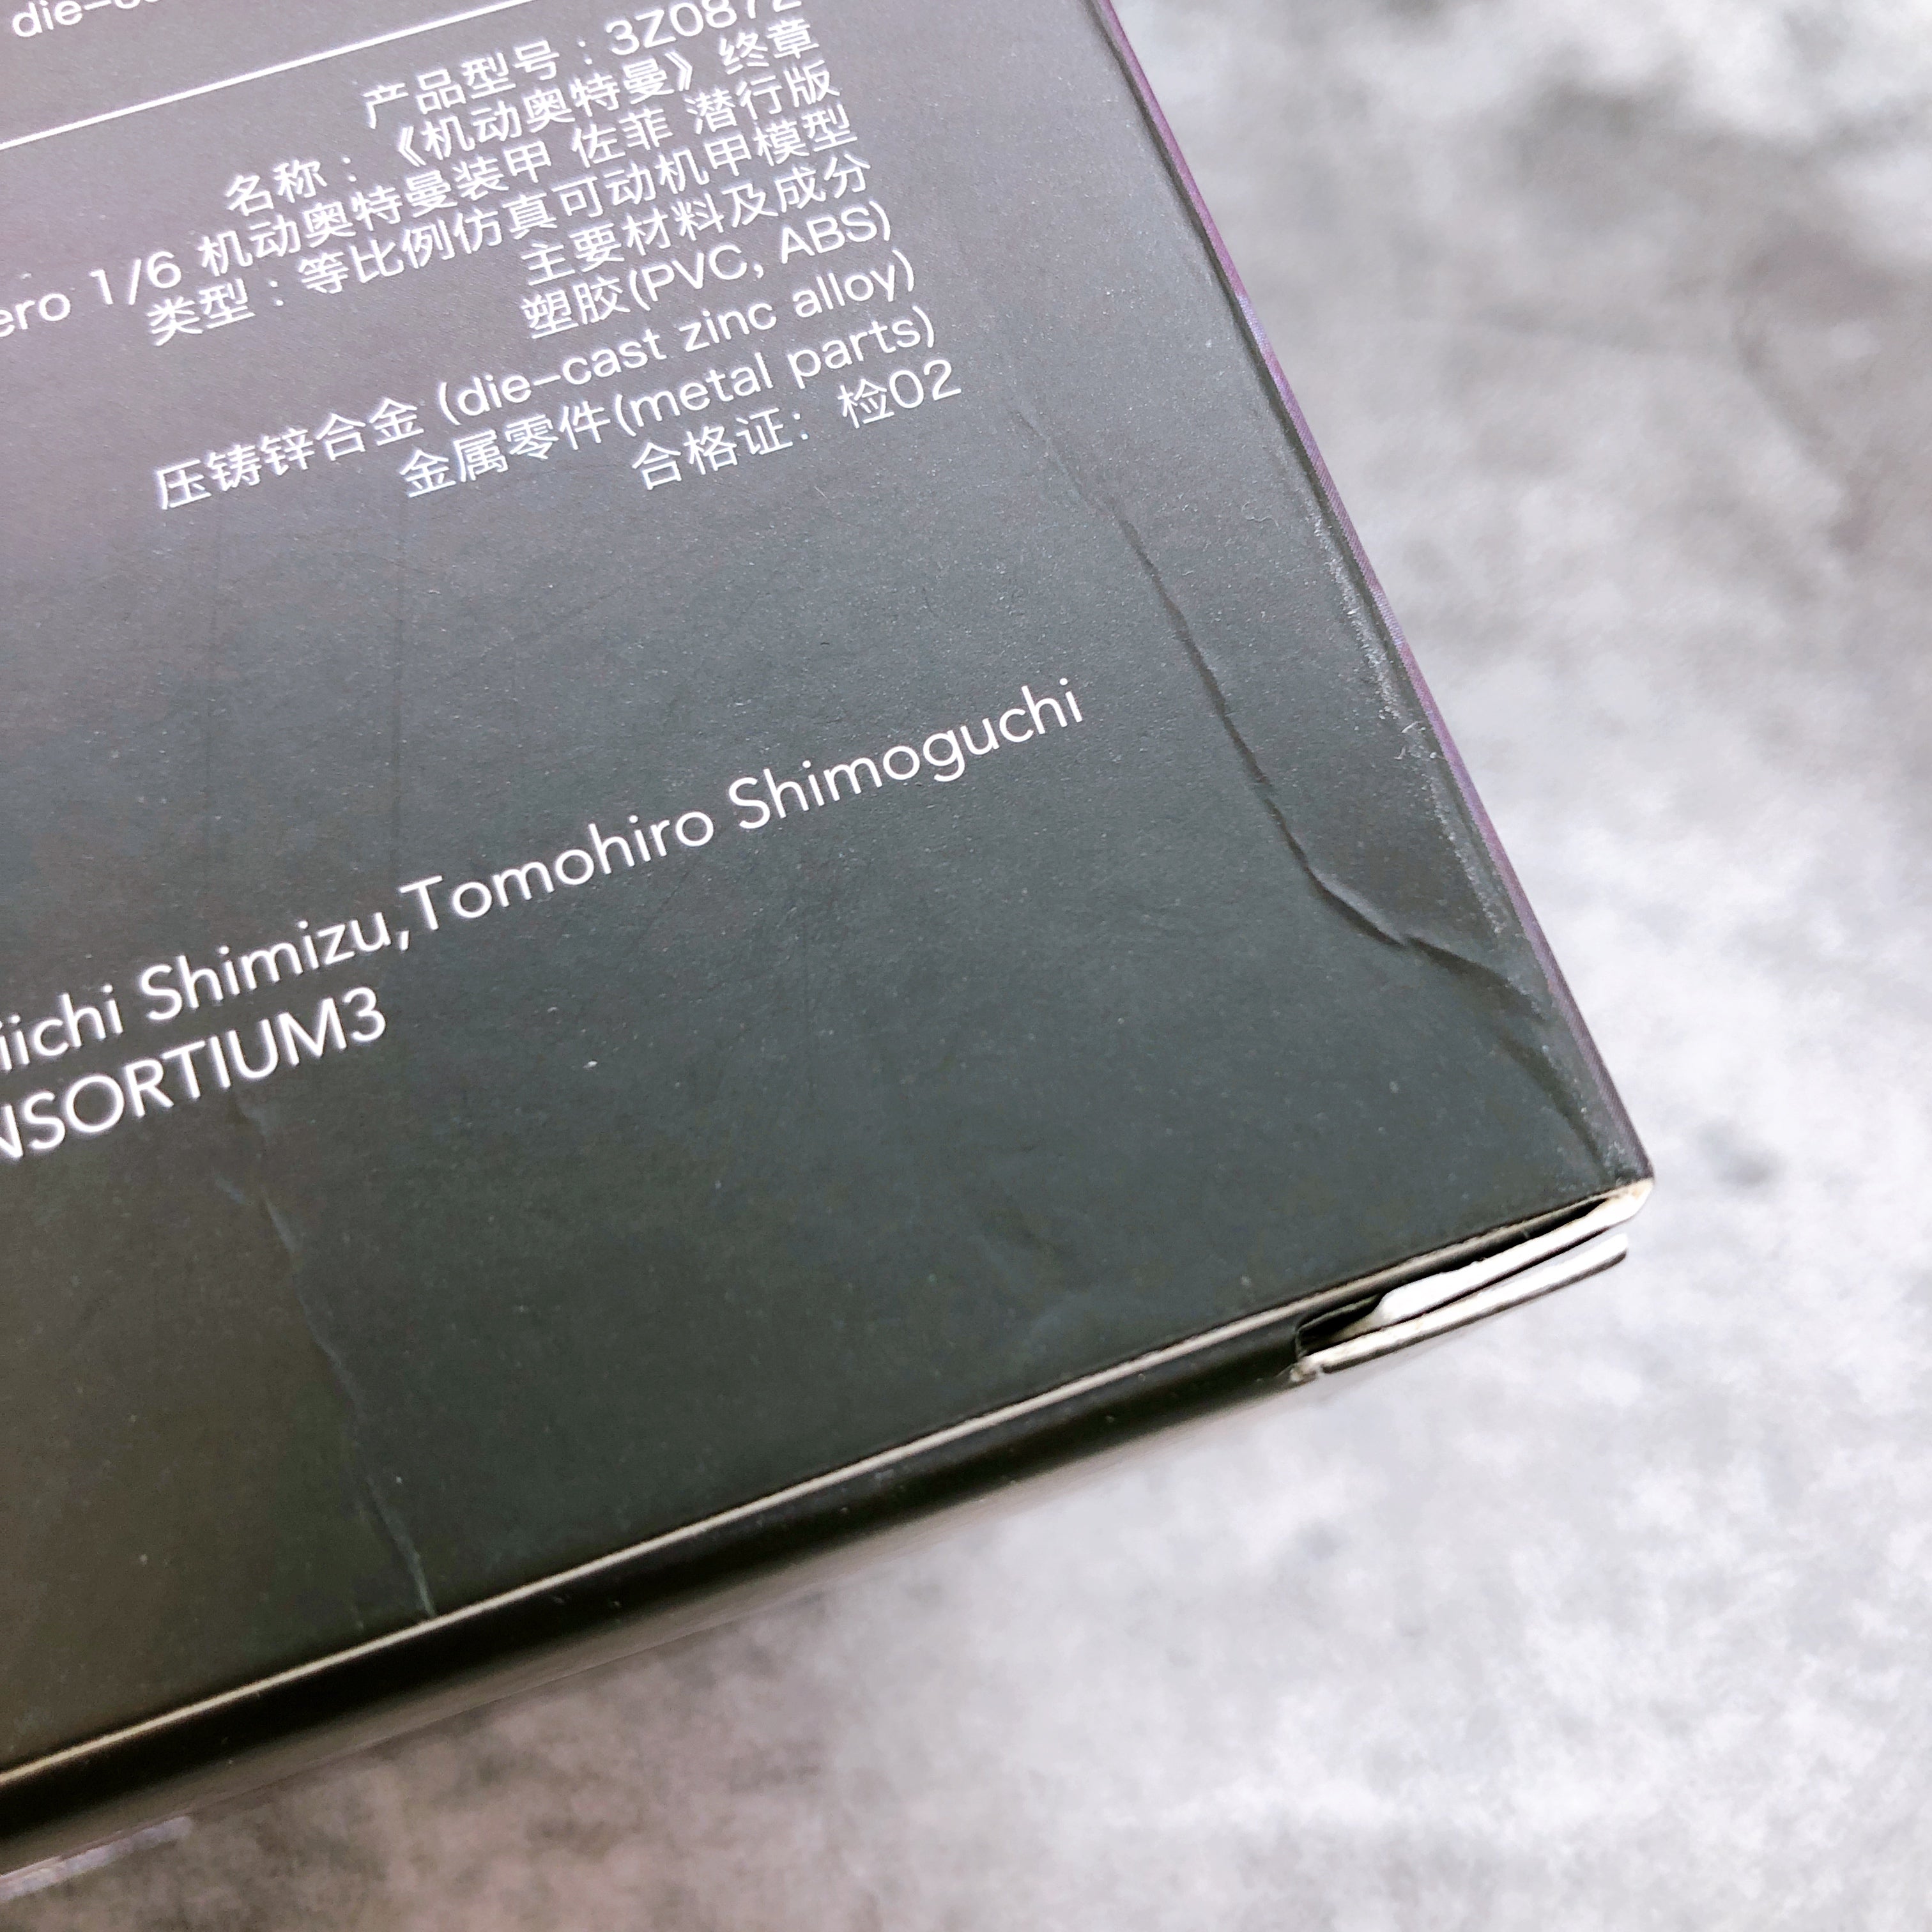 产品型号：3Z0872
名称：《机动奥特曼》终章
1/6 机动奥特曼装甲 佐菲 潜行版
类型：等比例仿真可动机甲模型
主要材料及成分
塑胶(PVC, ABS)
压铸锌合金 (die-cast zinc alloy)
金属零件(metal parts)
合格证：检02
Shimizu,Tomohiro Shimoguchi